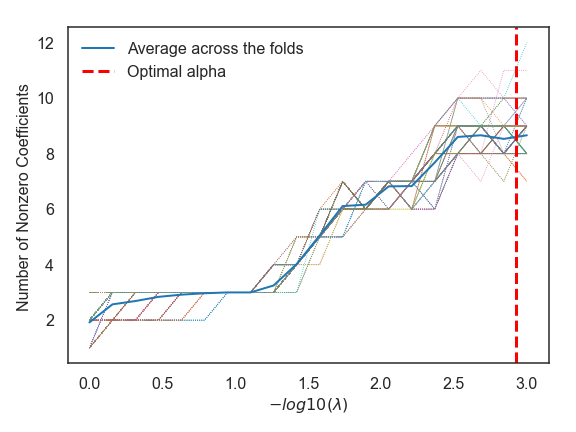 Average across the folds
Optimal alpha
Number of Nonzero Coefficients
12
10
8
6
4
2
0.0 0.5 1.0 1.5 2.0 2.5 3.0
−log10(λ)